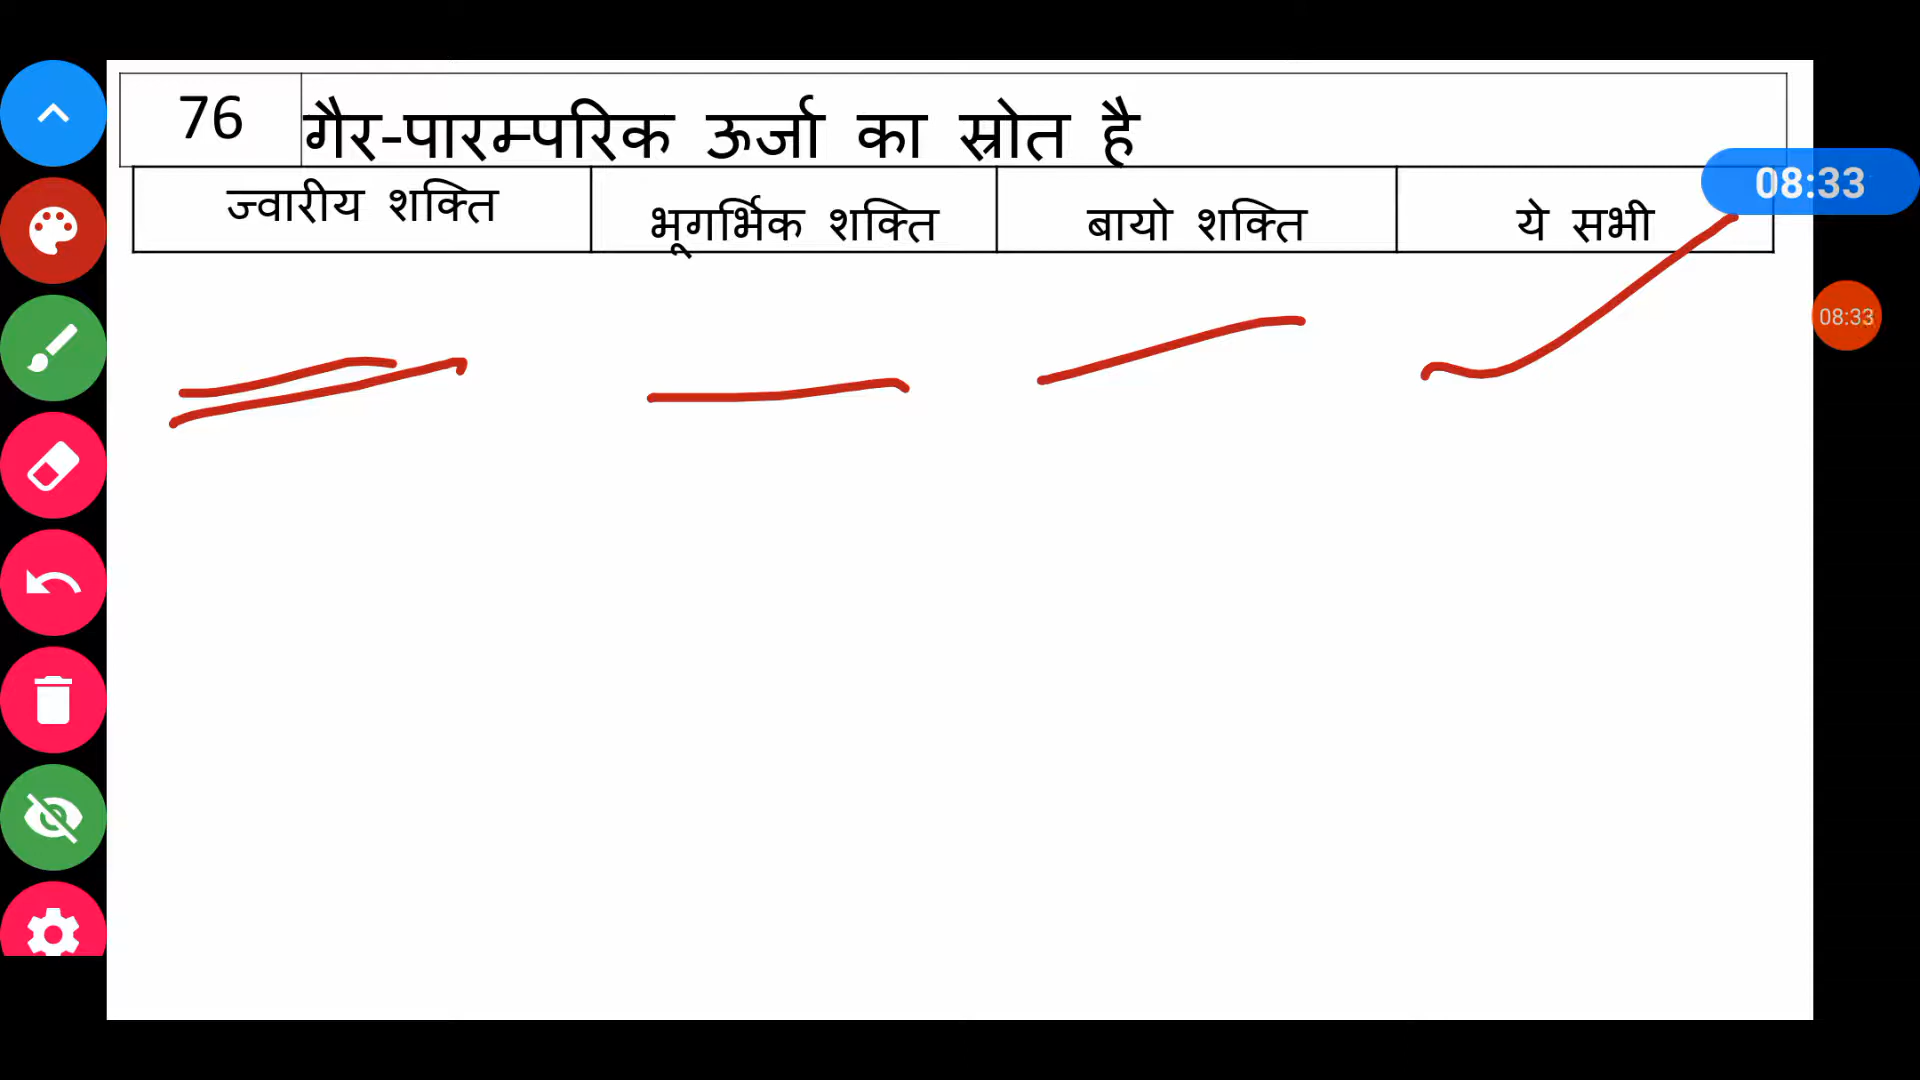 76 गैर-पारम्परिक ऊर्जा का स्रोत है
ज्वारीय शक्ति भूगर्भिक शक्ति बायो शक्ति ये सभी
08:33
08:33